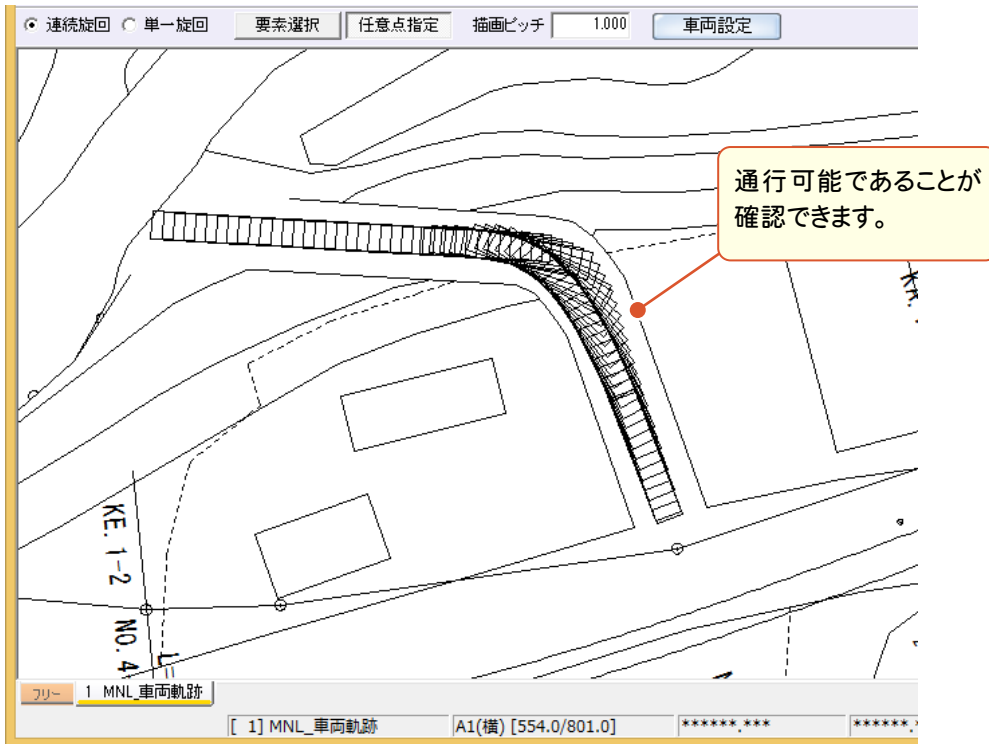 連続旋回 単一旋回 要素選択 任意点指定 描画ピッチ 1.000 車両設定
通行可能であることが
確認できます。
KE. 1-2
NO. 4
L=
フリー 1 MNL_車両軌跡
[ 1] MNL_車両軌跡 A1(横) [554.0/801.0] ******.*** ******.*